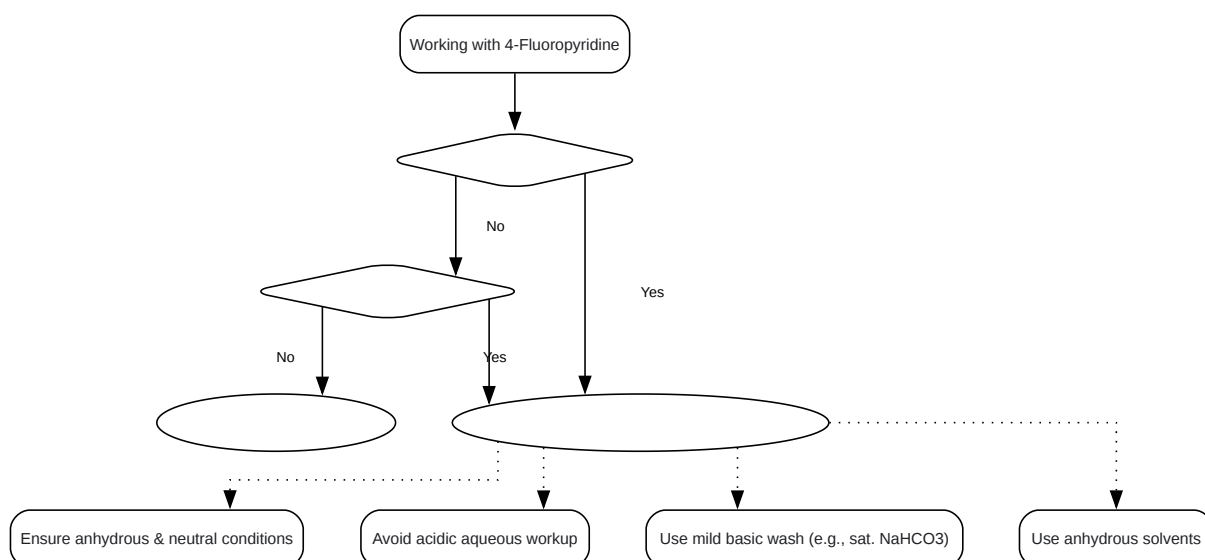 Working with 4-Fluoropyridine
No
Yes
No
Yes
Ensure anhydrous & neutral conditions
Avoid acidic aqueous workup
Use mild basic wash (e.g., sat. NaHCO3)
Use anhydrous solvents